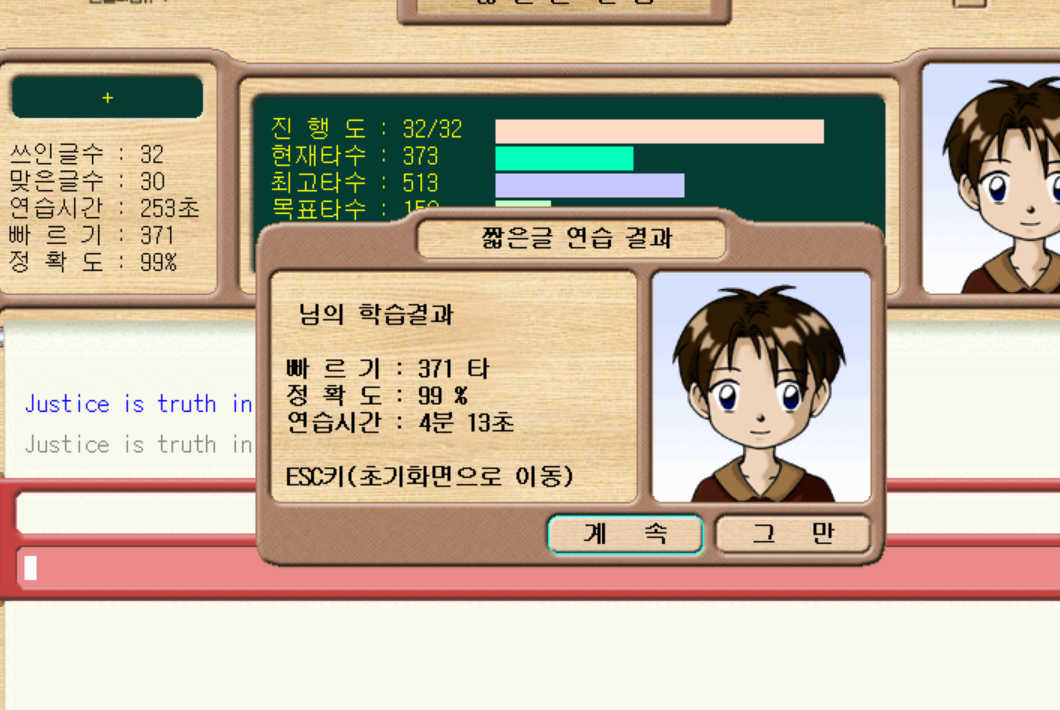 +
쓰인글수 : 32
맞은글수 : 30
연습시간 : 253초
빠 르 기 : 371
정 확 도 : 99%
진 행 도 : 32/32
현재타수 : 373
최고타수 : 513
목표타수 :
짧은글 연습 결과
님의 학습결과
빠 르 기 : 371 타
정 확 도 : 99 %
연습시간 : 4분 13초
ESC키(초기화면으로 이동)
계 속
그 만
Justice is truth in
Justice is truth in